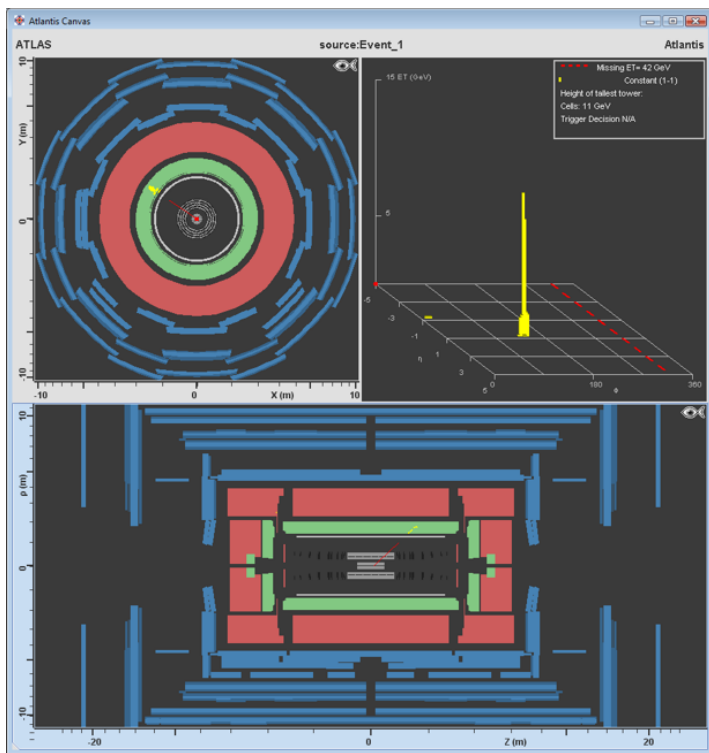 Atlantis Canvas
ATLAS source:Event_1 Atlantis
10
Y (m)
0
-10
-10 0 X (m) 10
15 ET (GeV)
5
-5
-3
-1
η
1
3
5
0
180
Φ
360
Missing ET= 42 GeV
Constant (1-1)
Height of tallest tower:
Cells: 11 GeV
Trigger Decision N/A
10
ρ (m)
0
-10
-20 0 Z (m) 20